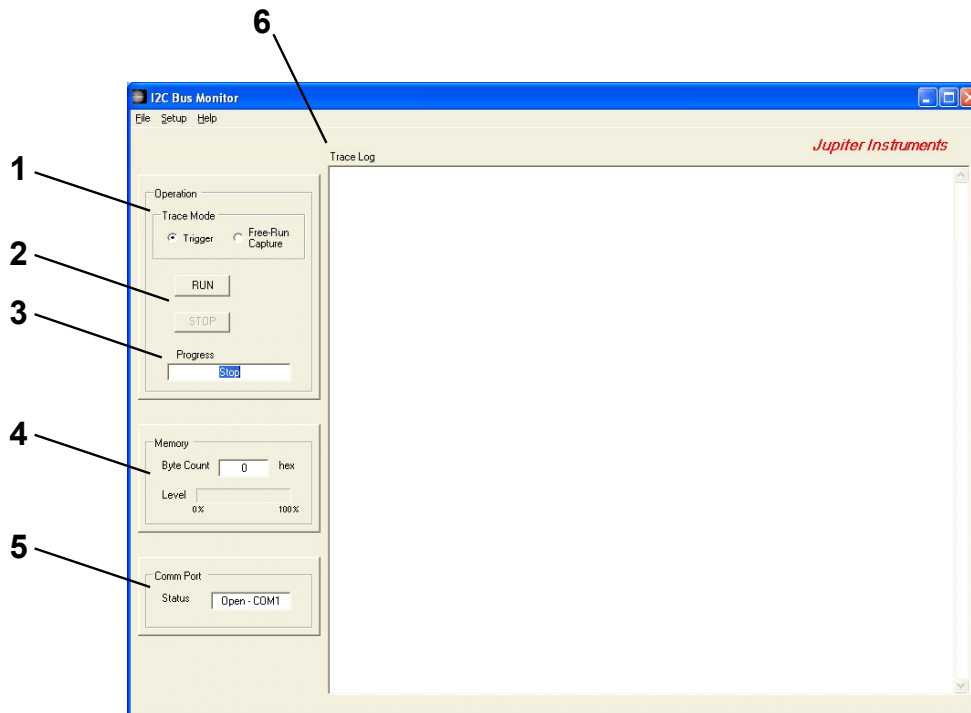 6
I2C Bus Monitor
File Setup Help
Jupiter Instruments
Trace Log
1
Operation
Trace Mode
Trigger
Free-Run
Capture
2
RUN
STOP
3
Progress
Stop
4
Memory
Byte Count 0 hex
Level
0% 100%
5
Comm Port
Status Open - COM1